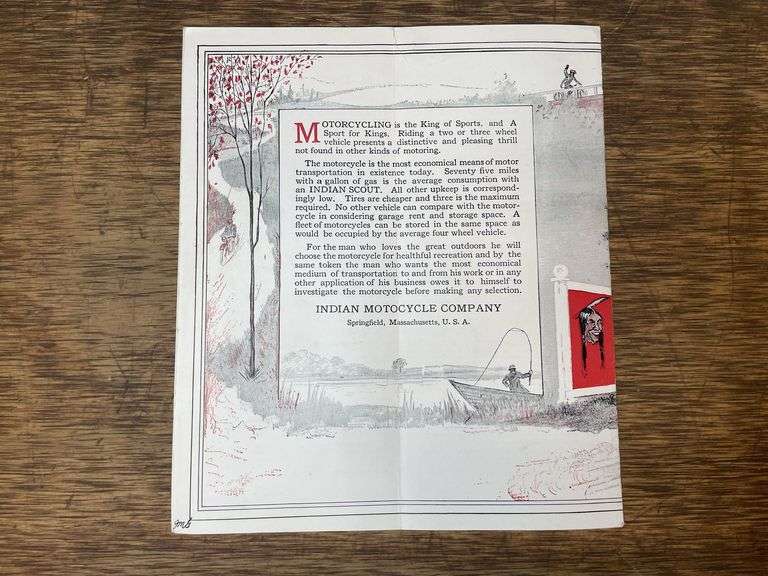 MOTORCYCLING is the King of Sports, and A
Sport for Kings. Riding a two or three wheel
vehicle presents a distinctive and pleasing thrill
not found in other kinds of motoring.
The motorcycle is the most economical means of motor
transportation in existence today. Seventy five miles
with a gallon of gas is the average consumption with
an INDIAN SCOUT. All other upkeep is correspond-
ingly low. Tires are cheaper and three is the maximum
required. No other vehicle can compare with the motor-
cycle in considering garage rent and storage space. A
fleet of motorcycles can be stored in the same space as
would be occupied by the average four wheel vehicle.
For the man who loves the great outdoors he will
choose the motorcycle for healthful recreation and by the
same token the man who wants the most economical
medium of transportation to and from his work or in any
other application of his business owes it to himself to
investigate the motorcycle before making any selection.
INDIAN MOTOCYCLE COMPANY
Springfield, Massachusetts, U. S. A.